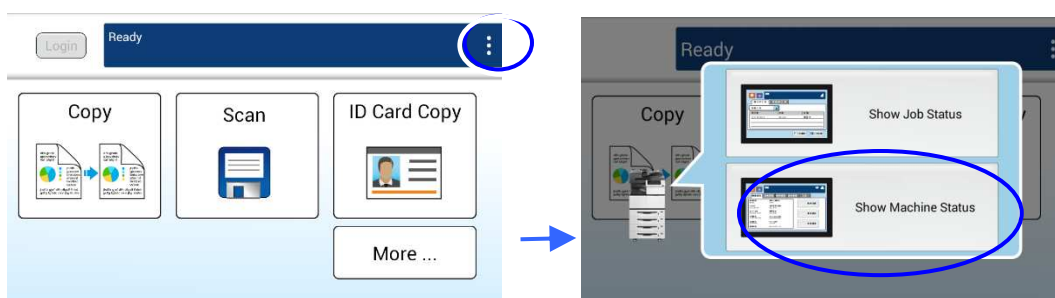 Login
Ready
Copy
Scan
ID Card Copy
More ...
Ready
Copy
Show Job Status
Show Machine Status